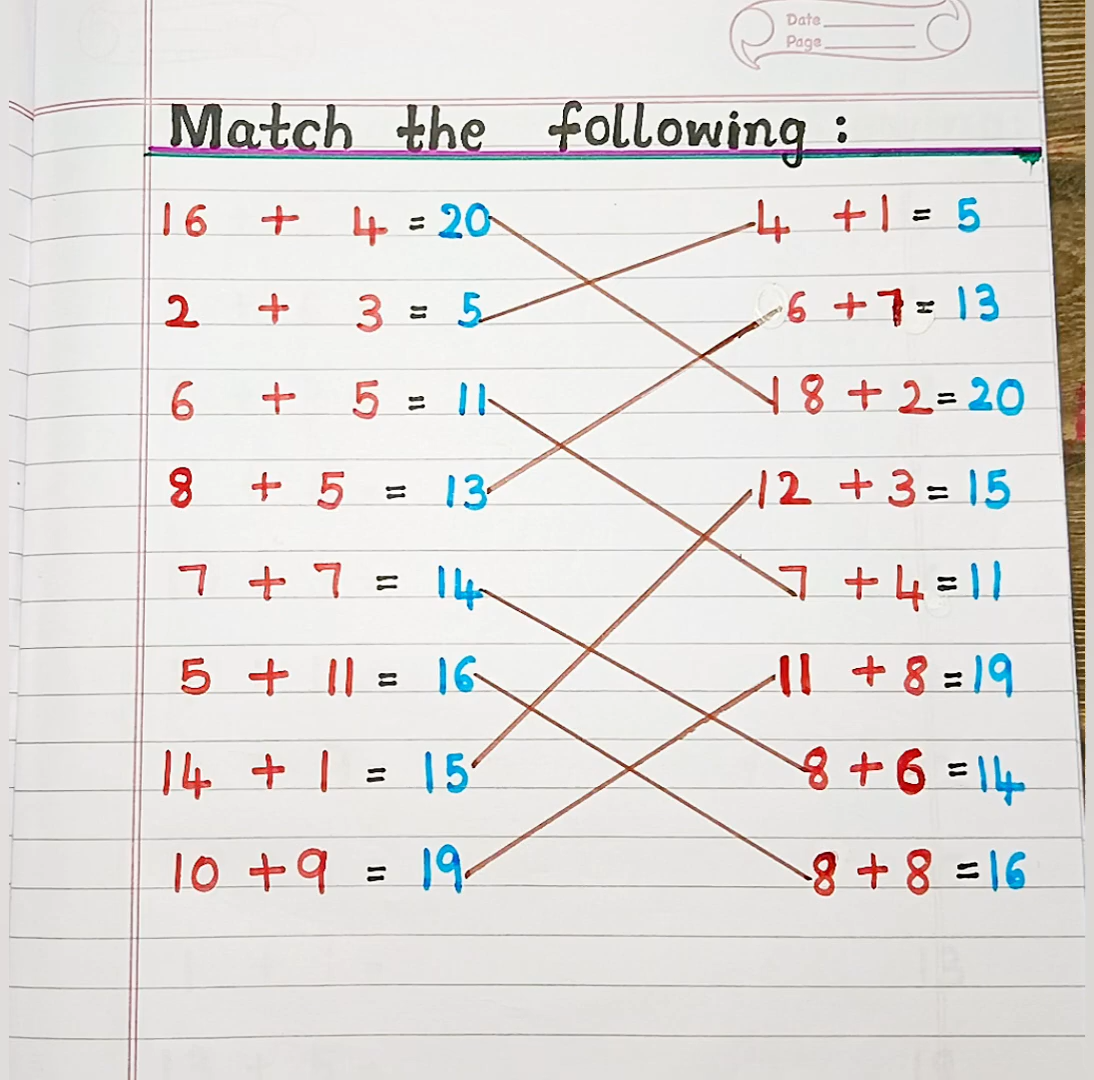 Date
Page
Match the following :
16 + 4 = 20 4 + 1 = 5
2 + 3 = 5 6 + 7 = 13
6 + 5 = 11 18 + 2 = 20
8 + 5 = 13 12 + 3 = 15
7 + 7 = 14 7 + 4 = 11
5 + 11 = 16 11 + 8 = 19
14 + 1 = 15 8 + 6 = 14
10 + 9 = 19 8 + 8 = 16